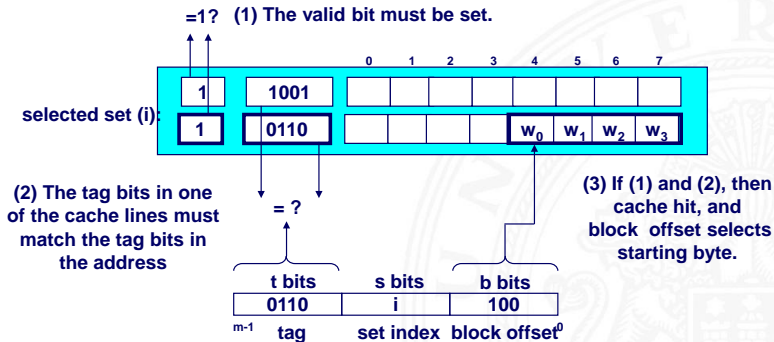 =1? (1) The valid bit must be set.
0 1 2 3 4 5 6 7
1 1001
selected set (i):
1 0110 w0 w1 w2 w3
(2) The tag bits in one
of the cache lines must
match the tag bits in
the address
= ?
(3) If (1) and (2), then
cache hit, and
block offset selects
starting byte.
t bits s bits b bits
0110 i 100
m-1 tag set index block offset 0